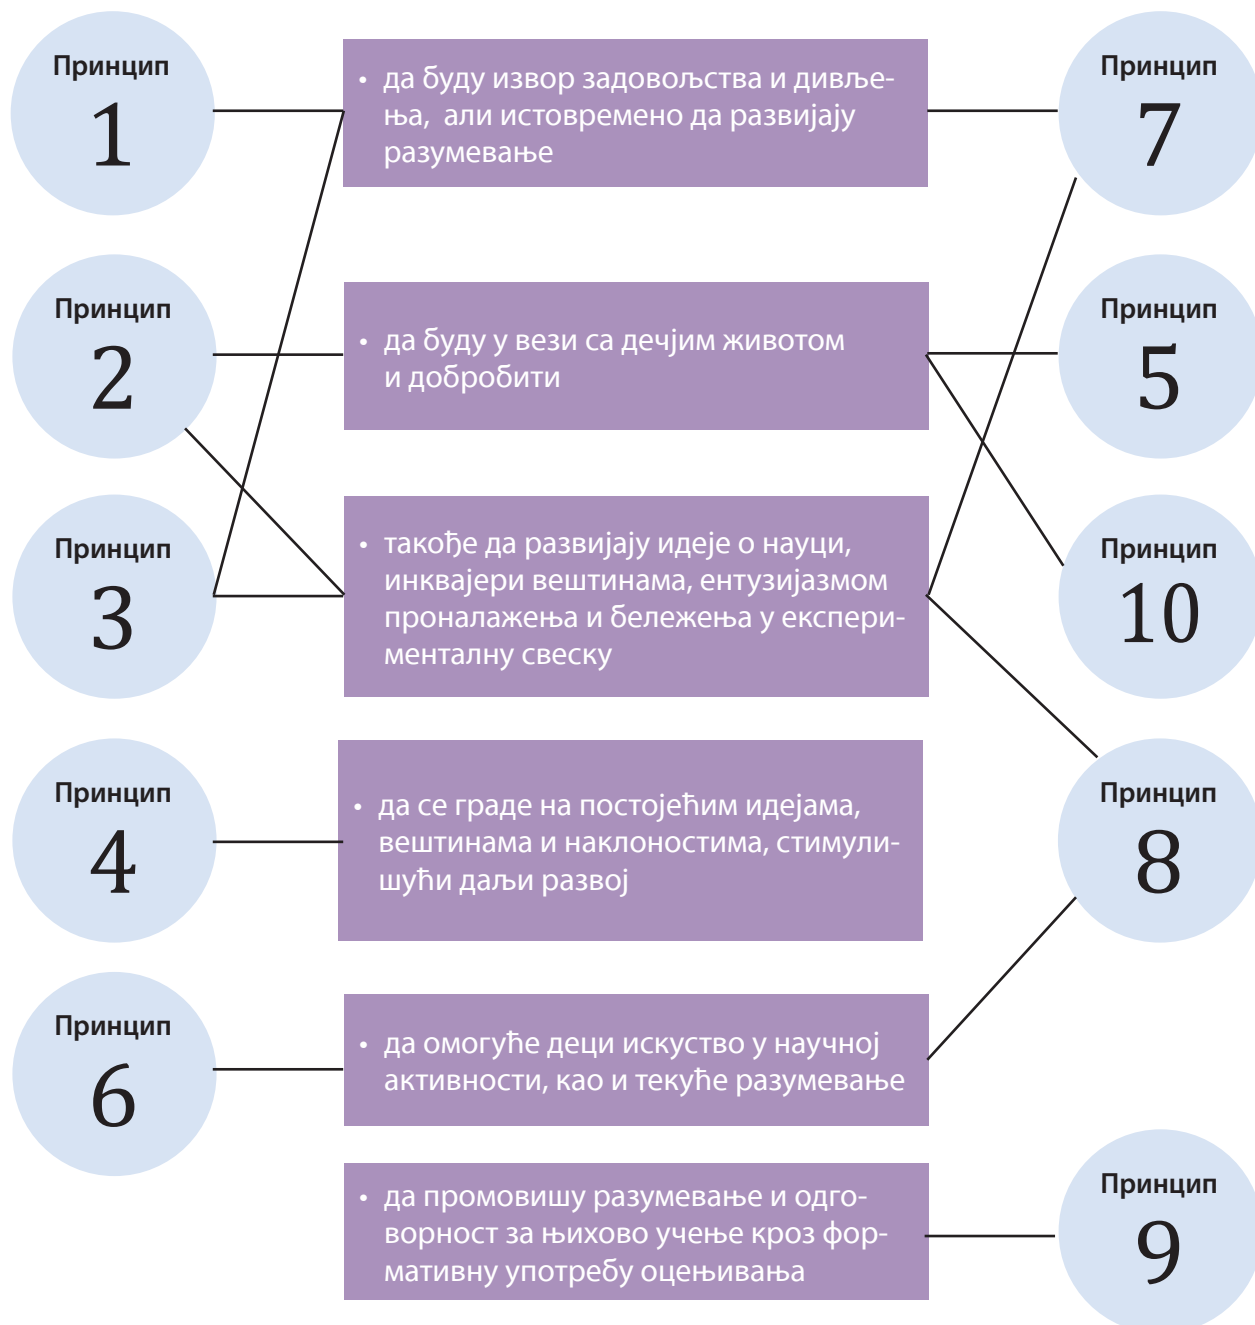 Принцип
1
• да буду извор задовољства и дивље-
ња, али истовремено да развијају
разумевање
Принцип
7
Принцип
2
• да буду у вези са дечјим животом
и добробити
Принцип
5
Принцип
3
• такође да развијају идеје о науци,
инквајери вештинама, ентузијазмом
проналажења и бележења у експери-
менталну свеску
Принцип
10
Принцип
4
• да се граде на постојећим идејама,
вештинама и наклоностима, стимули-
шући даљи развој
Принцип
8
Принцип
6
• да омогуће деци искуство у научној
активности, као и текуће разумевање
• да промовишу разумевање и одго-
ворност за њихово учење кроз фор-
мативну употребу оцењивања
Принцип
9